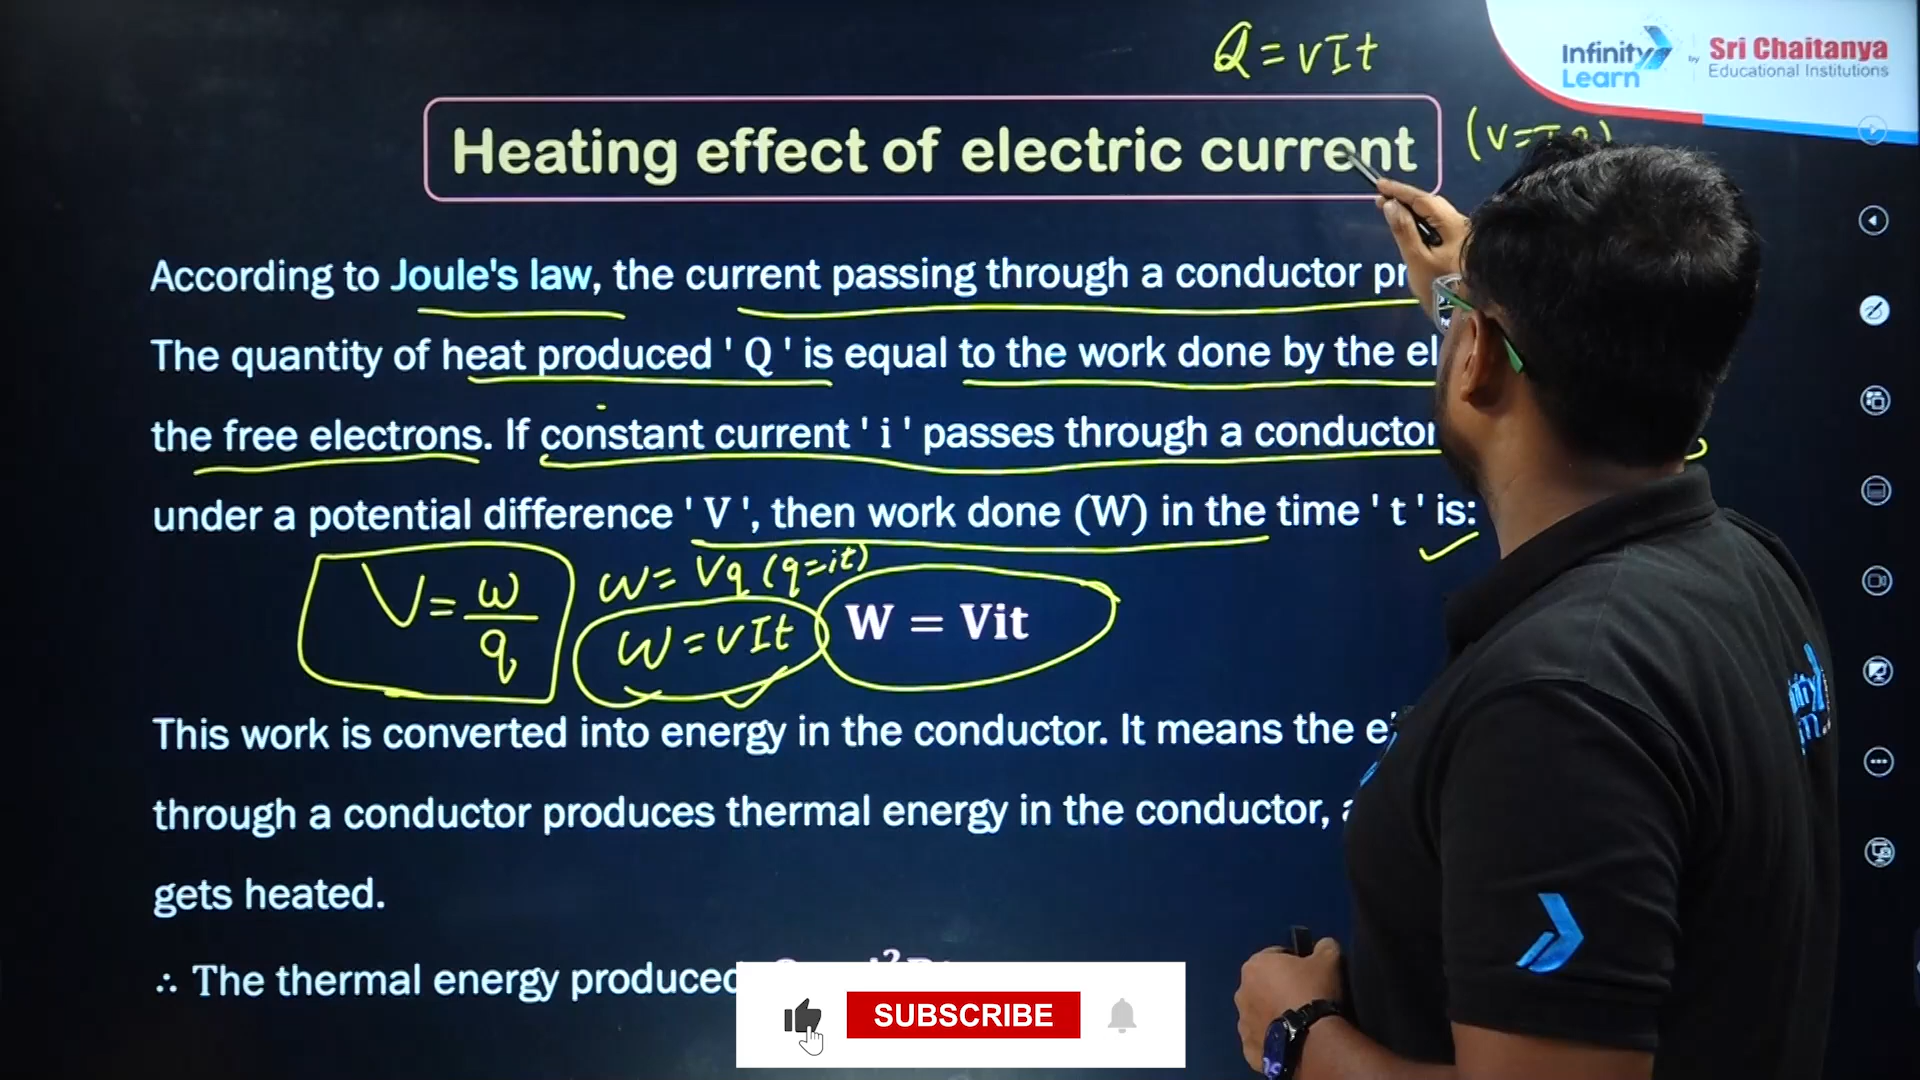 Q = VIt
Infinity Learn by Sri Chaitanya Educational Institutions
Heating effect of electric current
(V=
According to Joule's law, the current passing through a conductor
The quantity of heat produced ' Q ' is equal to the work done by the
the free electrons. If constant current ' i ' passes through a conductor
under a potential difference ' V ', then work done (W) in the time ' t ' is:
V = w/q
w = Vq (q=it)
w = VIt
W = Vit
This work is converted into energy in the conductor. It means the
through a conductor produces thermal energy in the conductor,
gets heated.
∴ The thermal energy produced
SUBSCRIBE